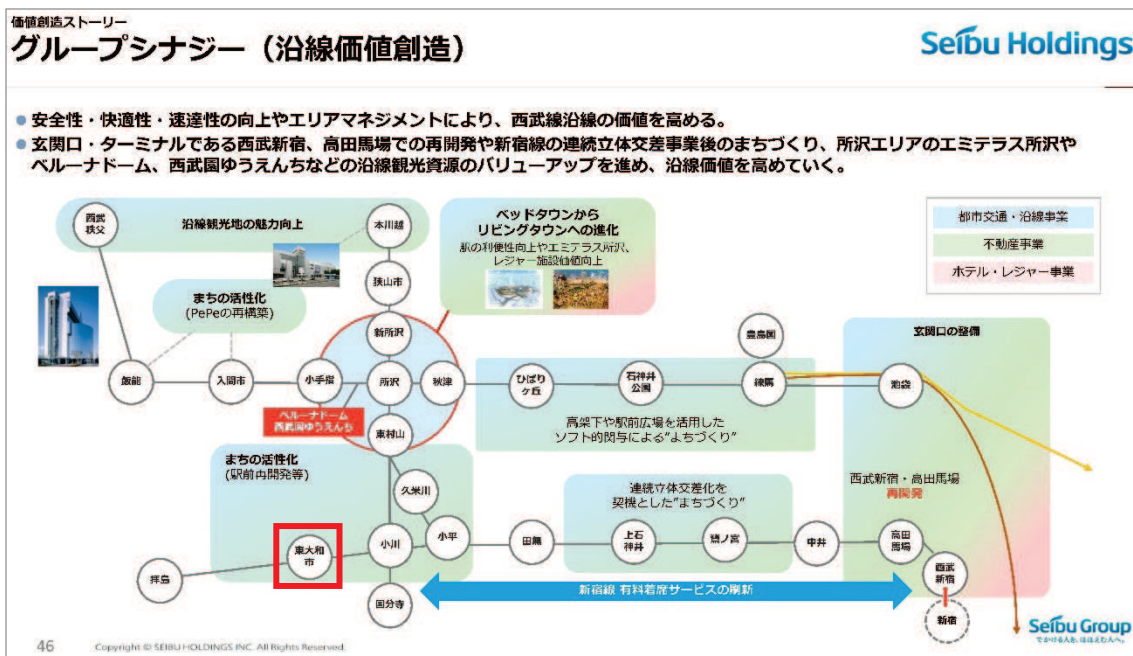 価値創造ストーリー
グループシナジー（沿線価値創造）
Seibu Holdings
● 安全性・快適性・速達性の向上やエリアマネジメントにより、西武線沿線の価値を高める。
● 玄関口・ターミナルである西武新宿、高田馬場での再開発や新宿線の連続立体交差事業後のまちづくり、所沢エリアのエミテラス所沢や
ベルーナドーム、西武園ゆうえんちなどの沿線観光資源のバリューアップを進め、沿線価値を高めていく。
西武
秩父
沿線観光地の魅力向上
本川越
ベッドタウンから
リビングタウンへの進化
駅の利便性向上やエミテラス所沢、
レジャー施設価値向上
都市交通・沿線事業
不動産事業
ホテル・レジャー事業
狭山市
まちの活性化
(PePeの再構築)
新所沢
豊島園
玄関口の整備
飯能
入間市
小手指
所沢
秋津
ひばり
ケ丘
石神井
公園
練馬
池袋
ベルーナドーム
西武園ゆうえんち
東村山
高架下や駅前広場を活用した
ソフト的関与による"まちづくり"
まちの活性化
(駅前再開発等)
久米川
連続立体交差化を
契機とした"まちづくり"
西武新宿・高田馬場
再開発
拝島
東大和
市
小川
小平
田無
上石
神井
鷺ノ宮
中井
高田
馬場
西武
新宿
新宿線 有料着席サービスの刷新
国分寺
新宿
46
Copyright © SEIBU HOLDINGS INC. All Rights Reserved.
Seibu Group
でかける人を、ほほえむ人へ。